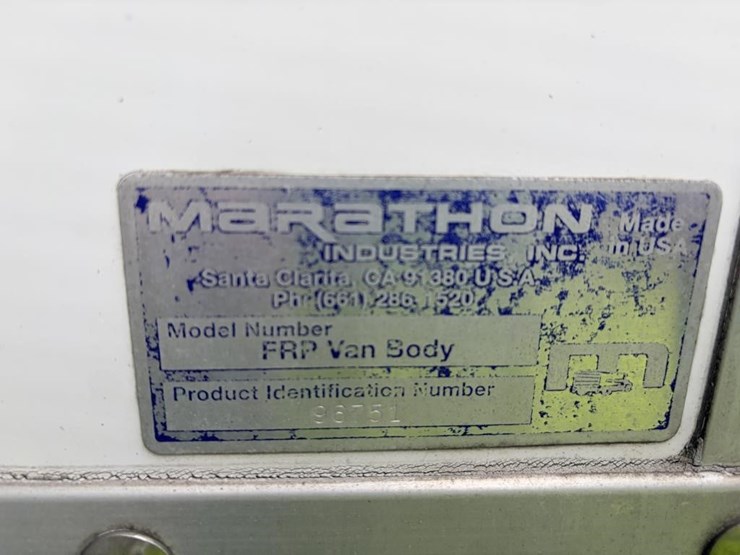 MARATHON
Made
in USA
INDUSTRIES INC.
Santa Clarita, CA 91380 U.S.A.
Ph: (661) 286.1520
Model Number
FRP Van Body
Product Identification Number
96751